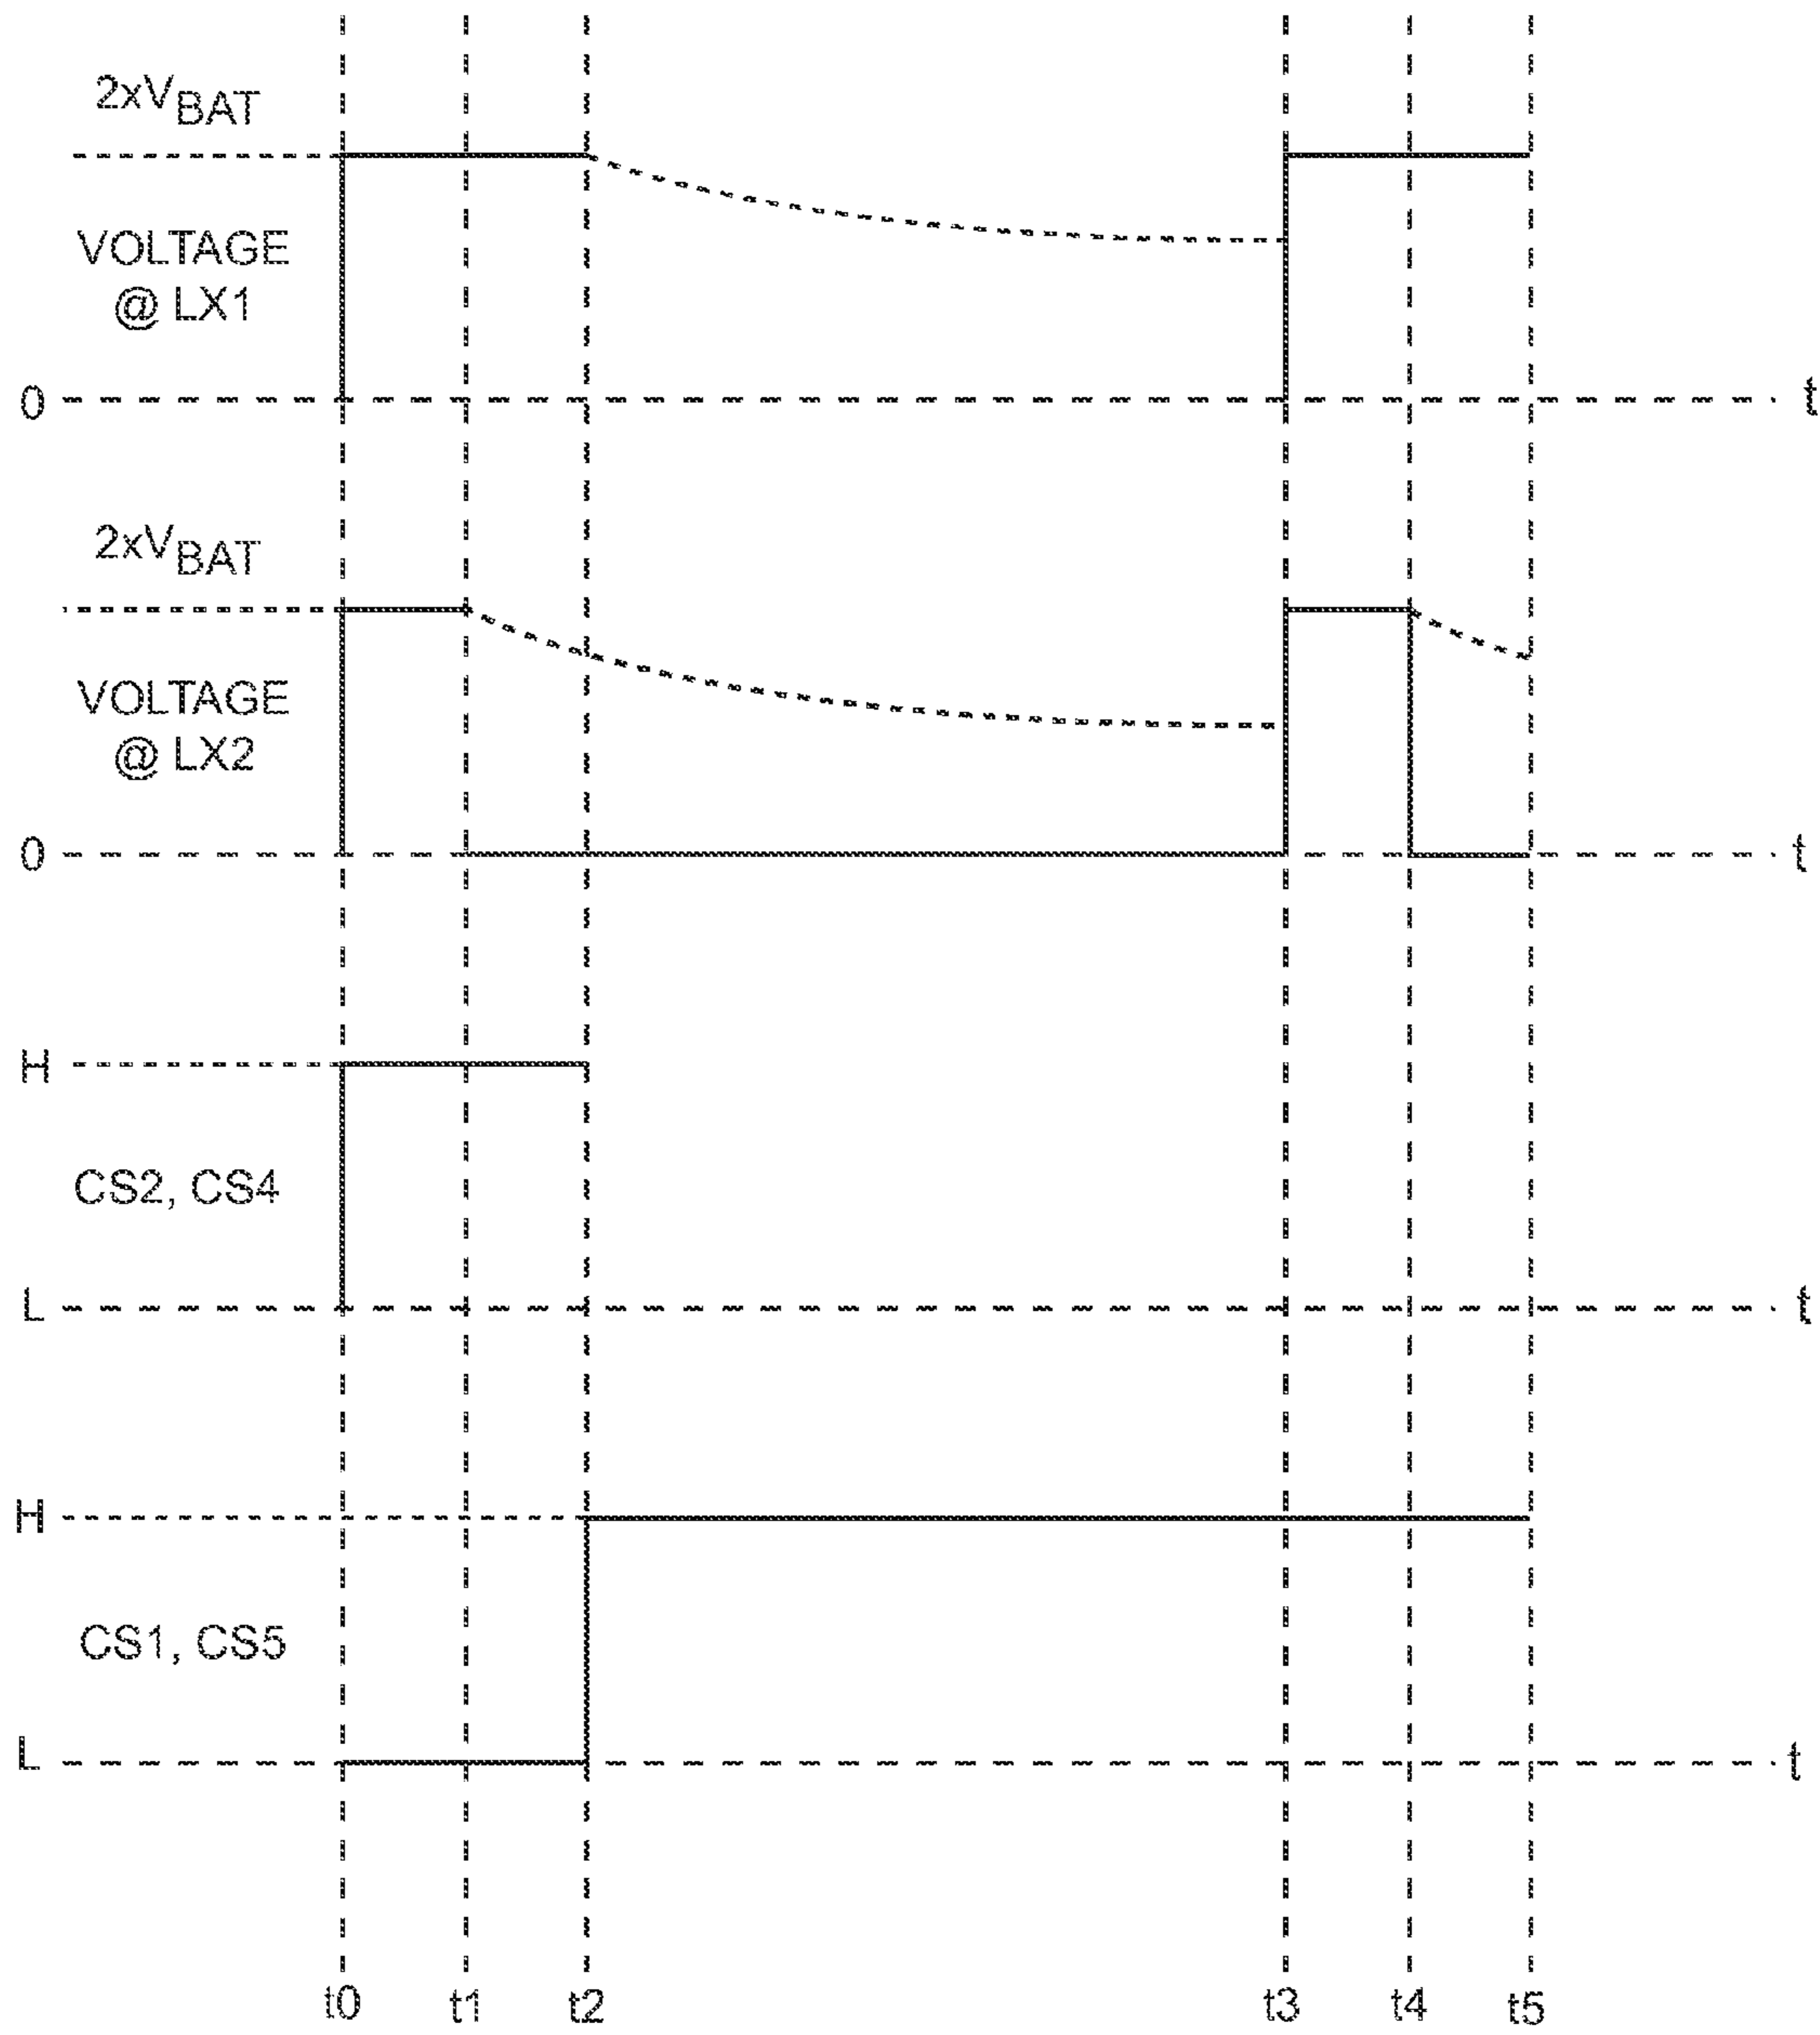 2xVBAT
VOLTAGE
@ LX1
0
t
2xVBAT
VOLTAGE
@ LX2
0
t
H
CS2, CS4
L
t
H
CS1, CS5
L
t
t0 t1 t2 t3 t4 t5